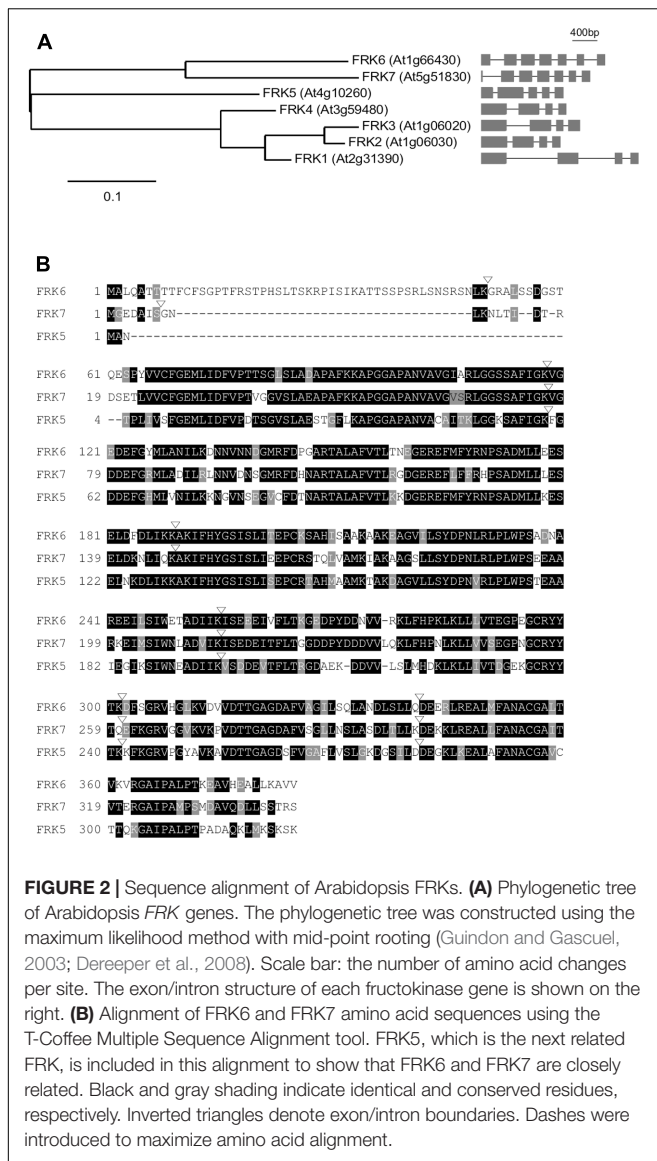 A
400bp
FRK6 (At1g66430)
FRK7 (At5g51830)
FRK5 (At4g10260)
FRK4 (At3g59480)
FRK3 (At1g06020)
FRK2 (At1g06030)
FRK1 (At2g31390)
0.1
B
FRK6 1 MALQATTTTFCFSGPTFRSTPHSLTSKRPISIKATTSSPSRLSNSRSNLKGRALSSDGST
FRK7 1 MGEDAISGN---------------------------------------LKNLTI--DT-R
FRK5 1 MAN---------------------------------------------------------
FRK6 61 QESPYVVCFGEMLIDFVPTTSGLSLADAPAFKKAPGGAPANVAVGIARLGGSSAFIGKVG
FRK7 19 DSETLVVCFGEMLIDFVPTVGGVSLAEAPAFKKAPGGAPANVAVGVSRLGGSSAFIGKVG
FRK5 4 --TPLIVSFGEMLIDFVPDTSGVSLAESTGFLKAPGGAPANVACAITKLGGKSAFIGKFG
FRK6 121 EDEFGYMLANILKDNNVNNDGMRFDPGARTALAFVTLTNEGEREFMFYRNPSADMLLEES
FRK7 79 DDEFGRMLADILRLNNVDNSGMRFDHNARTALAFVTLRGDGEREFLFFRHPSADMLLLES
FRK5 62 DDEFGHMLVNILKKNGVNSEGVCFDTNARTALAFVTLKKDGEREFMFYRNPSADMLLKES
FRK6 181 ELDFDLIKKAKIFHYGSISLITEPCKSAHISAAKAAKEAGVILSYDPNLRLPLWPSADNA
FRK7 139 ELDKNLIQKAKIFHYGSISLIEEPCRSTQLVAMKIAKAAGSLLSYDPNLRLPLWPSEEAA
FRK5 122 ELNKDLIKKAKIFHYGSISLISEPCRTAHMAAMKTAKDAGVLLSYDPNVRLPLWPSTEAA
FRK6 241 REEILSIWETADIIKISEEEIVFLTKGEDPYDDNVV-RKLFHPKLKLLLVTEGPEGCRYY
FRK7 199 RKEIMSIWNLADVIKISEDEITFLTGGDDPYDDDVVLQKLFHPNLKLLVVSEGPNGCRYY
FRK5 182 IEGIKSIWNEADIIKVSDDEVTFLTRGDAEK-DDVV-LSLMHDKLKLLIVTDGEKGCRYY
FRK6 300 TKDFSGRVHGLKVDVVDTTGAGDAFVAGILSQLANDLSLLQDEERLREALMFANACGALT
FRK7 259 TQEFKGRVGGVKVKPVDTTGAGDAFVSGLLNSLASDLTLLKDEKKLREALLFANACGAIT
FRK5 240 TKKFKGRVPGYAVKAVDTTGAGDSFVGAFLVSLGKDGSILDDEGKLKEALAFANACGAVC
FRK6 360 VKVRGAIPALPTKEAVHEALLKAVV
FRK7 319 VTERGAIPAMPSMDAVQDLLSSTRS
FRK5 300 TTQKGAIPALPTPADAQKLMKSKSK
FIGURE 2 | Sequence alignment of Arabidopsis FRKs. (A) Phylogenetic tree
of Arabidopsis FRK genes. The phylogenetic tree was constructed using the
maximum likelihood method with mid-point rooting (Guindon and Gascuel,
2003; Dereeper et al., 2008). Scale bar: the number of amino acid changes
per site. The exon/intron structure of each fructokinase gene is shown on the
right. (B) Alignment of FRK6 and FRK7 amino acid sequences using the
T-Coffee Multiple Sequence Alignment tool. FRK5, which is the next related
FRK, is included in this alignment to show that FRK6 and FRK7 are closely
related. Black and gray shading indicate identical and conserved residues,
respectively. Inverted triangles denote exon/intron boundaries. Dashes were
introduced to maximize amino acid alignment.